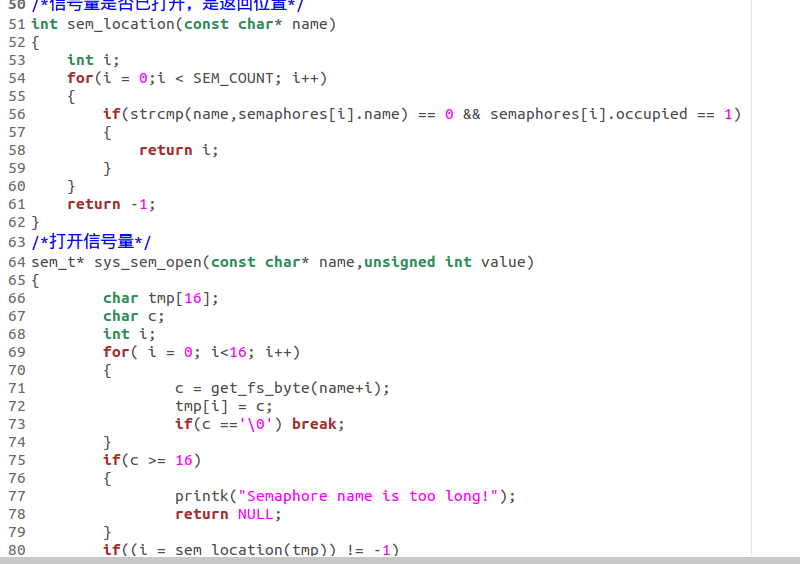 50 /*信号量是否已打开，是返回位置*/
51 int sem_location(const char* name)
52 {
53     int i;
54     for(i = 0;i < SEM_COUNT; i++)
55     {
56         if(strcmp(name,semaphores[i].name) == 0 && semaphores[i].occupied == 1)
57         {
58             return i;
59         }
60     }
61     return -1;
62 }
63 /*打开信号量*/
64 sem_t* sys_sem_open(const char* name,unsigned int value)
65 {
66         char tmp[16];
67         char c;
68         int i;
69         for( i = 0; i<16; i++)
70         {
71                 c = get_fs_byte(name+i);
72                 tmp[i] = c;
73                 if(c =='\0') break;
74         }
75         if(c >= 16)
76         {
77                 printk("Semaphore name is too long!");
78                 return NULL;
79         }
80         if((i = sem_location(tmp)) != -1)